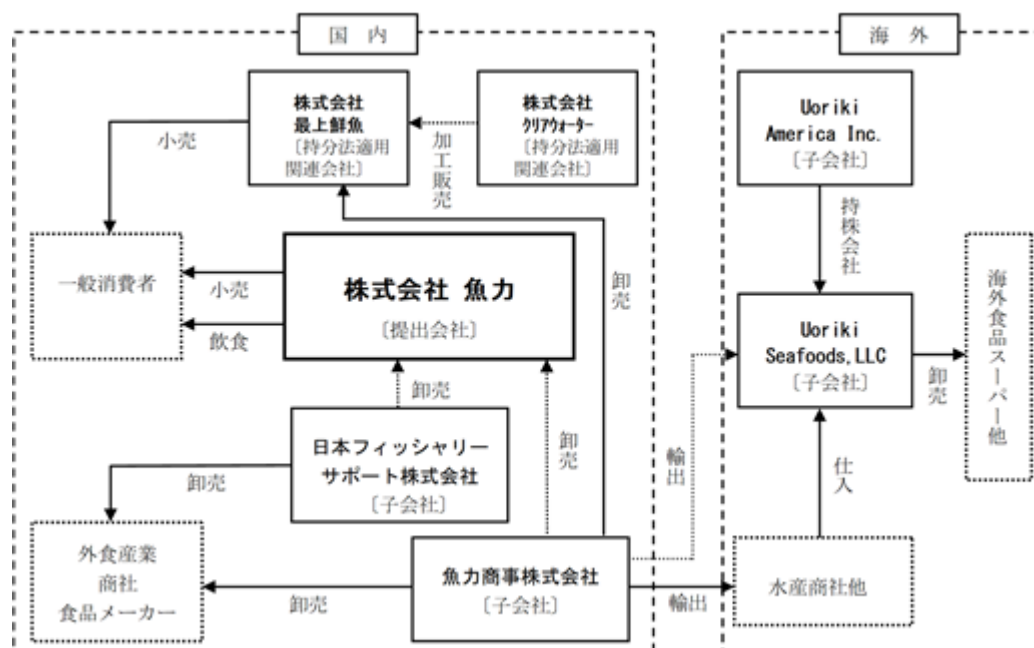 国 内
海 外
株式会社
最上鮮魚
〔持分法適用
関連会社〕
加工販売
株式会社
クリアウォーター
〔持分法適用
関連会社〕
Uoriki
America Inc.
〔子会社〕
小売
持株会社
一般消費者
小売
飲食
株式会社 魚力
〔提出会社〕
卸売
Uoriki
Seafoods,LLC
〔子会社〕
卸売
海外食品スーパー他
卸売
日本フィッシャリー
サポート株式会社
〔子会社〕
卸売
卸売
輸出
仕入
外食産業
商社
食品メーカー
卸売
魚力商事株式会社
〔子会社〕
輸出
水産商社他